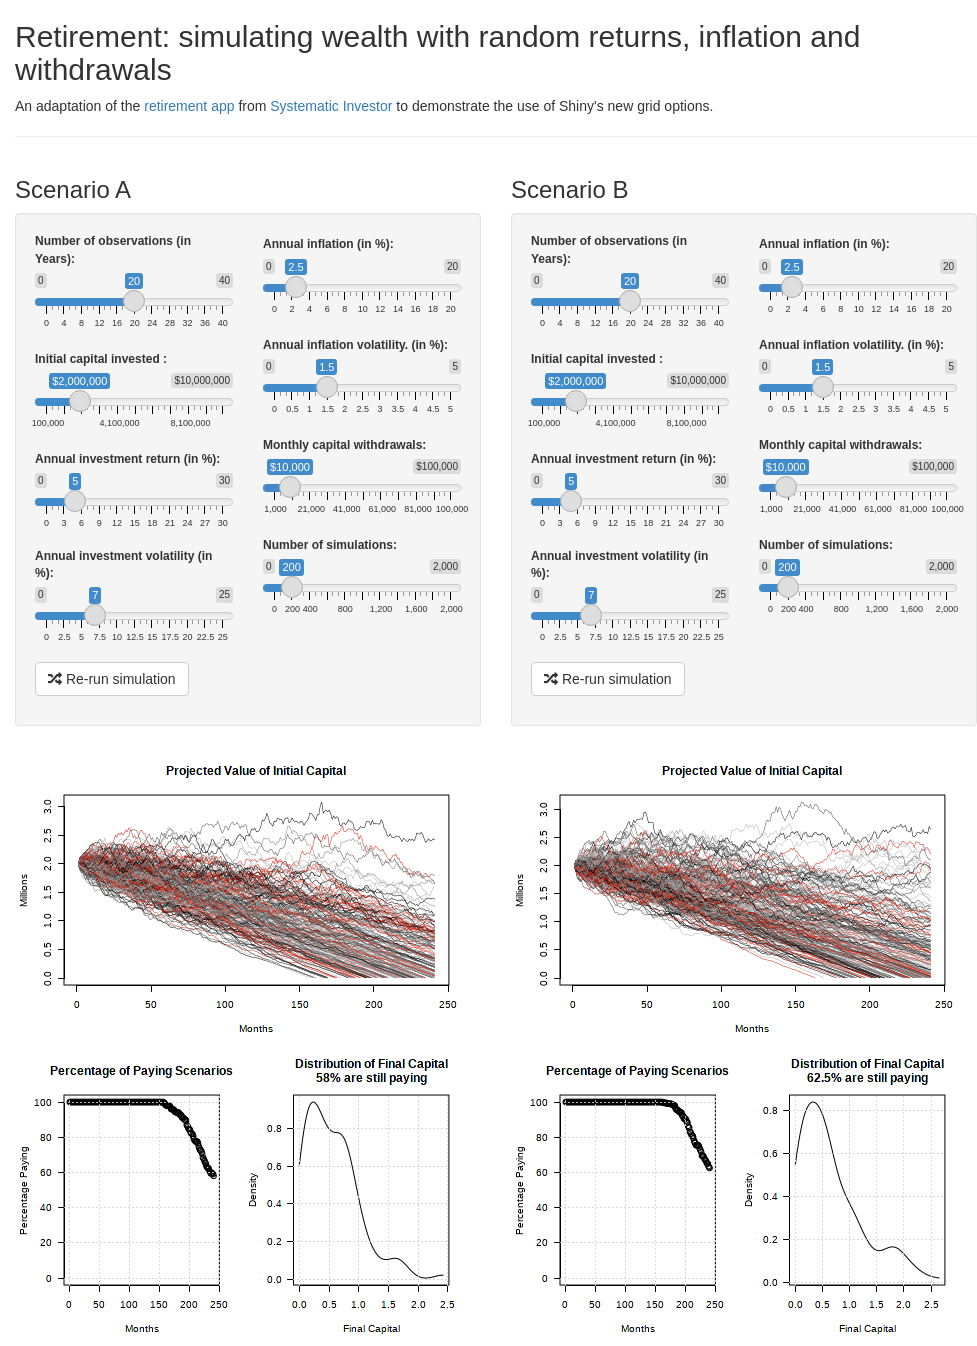 Retirement: simulating wealth with random returns, inflation and
withdrawals
An adaptation of the retirement app from Systematic Investor to demonstrate the use of Shiny's new grid options.
Scenario A
Number of observations (in
Years):
0 20 40
0 4 8 12 16 20 24 28 32 36 40
Initial capital invested :
$2,000,000 $10,000,000
100,000 4,100,000 8,100,000
Annual investment return (in %):
0 5 30
0 3 6 9 12 15 18 21 24 27 30
Annual investment volatility (in
%):
0 7 25
0 2.5 5 7.5 10 12.5 15 17.5 20 22.5 25
Re-run simulation
Annual inflation (in %):
0 2.5 20
0 2 4 6 8 10 12 14 16 18 20
Annual inflation volatility. (in %):
0 1.5 5
0 0.5 1 1.5 2 2.5 3 3.5 4 4.5 5
Monthly capital withdrawals:
$10,000 $100,000
1,000 21,000 41,000 61,000 81,000 100,000
Number of simulations:
0 200 2,000
0 200 400 800 1,200 1,600 2,000
Scenario B
Number of observations (in
Years):
0 20 40
0 4 8 12 16 20 24 28 32 36 40
Initial capital invested :
$2,000,000 $10,000,000
100,000 4,100,000 8,100,000
Annual investment return (in %):
0 5 30
0 3 6 9 12 15 18 21 24 27 30
Annual investment volatility (in
%):
0 7 25
0 2.5 5 7.5 10 12.5 15 17.5 20 22.5 25
Re-run simulation
Annual inflation (in %):
0 2.5 20
0 2 4 6 8 10 12 14 16 18 20
Annual inflation volatility. (in %):
0 1.5 5
0 0.5 1 1.5 2 2.5 3 3.5 4 4.5 5
Monthly capital withdrawals:
$10,000 $100,000
1,000 21,000 41,000 61,000 81,000 100,000
Number of simulations:
0 200 2,000
0 200 400 800 1,200 1,600 2,000
Projected Value of Initial Capital
Millions
3.0
2.5
2.0
1.5
1.0
0.5
0.0
0 50 100 150 200 250
Months
Percentage of Paying Scenarios
Percentage Paying
100
80
60
40
20
0
0 50 100 150 200 250
Months
Distribution of Final Capital
58% are still paying
Density
0.8
0.6
0.4
0.2
0.0
0.0 0.5 1.0 1.5 2.0 2.5
Final Capital
Projected Value of Initial Capital
Millions
3.0
2.5
2.0
1.5
1.0
0.5
0.0
0 50 100 150 200 250
Months
Percentage of Paying Scenarios
Percentage Paying
100
80
60
40
20
0
0 50 100 150 200 250
Months
Distribution of Final Capital
62.5% are still paying
Density
0.8
0.6
0.4
0.2
0.0
0.0 0.5 1.0 1.5 2.0 2.5
Final Capital